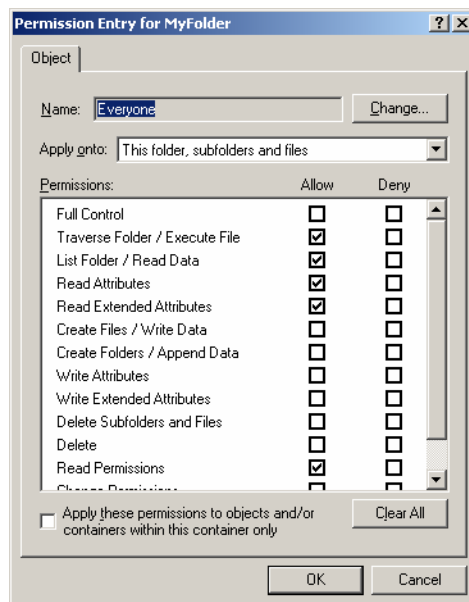 Permission Entry for MyFolder
Object
Name: Everyone Change...
Apply onto: This folder, subfolders and files
Permissions: Allow Deny
Full Control
Traverse Folder / Execute File
List Folder / Read Data
Read Attributes
Read Extended Attributes
Create Files / Write Data
Create Folders / Append Data
Write Attributes
Write Extended Attributes
Delete Subfolders and Files
Delete
Read Permissions
Change Permissions
Apply these permissions to objects and/or Clear All
containers within this container only
OK Cancel